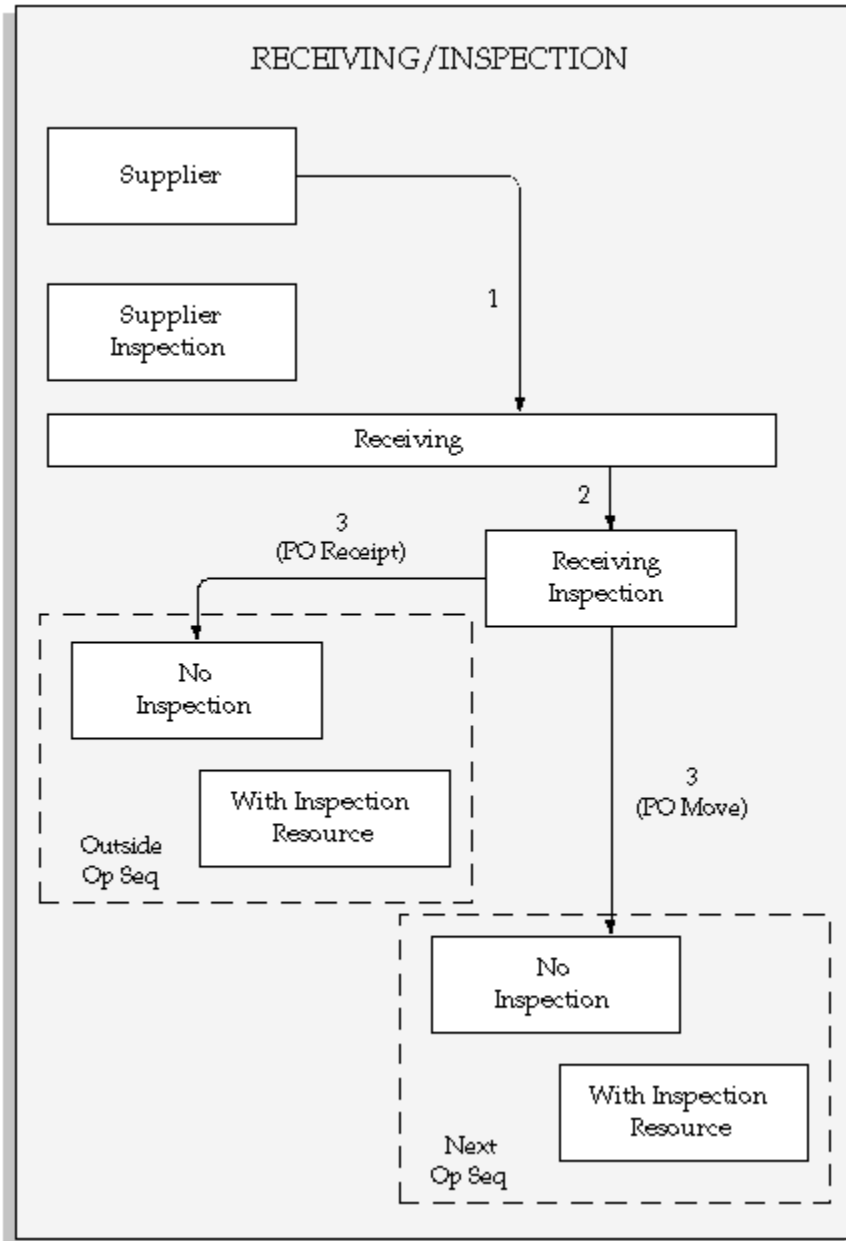 RECEIVING/INSPECTION
Supplier
1
Supplier
Inspection
Receiving
2
3
(PO Receipt)
Receiving
Inspection
No
Inspection
With Inspection
Resource
Outside
Op Seq
3
(PO Move)
No
Inspection
With Inspection
Resource
Next
Op Seq